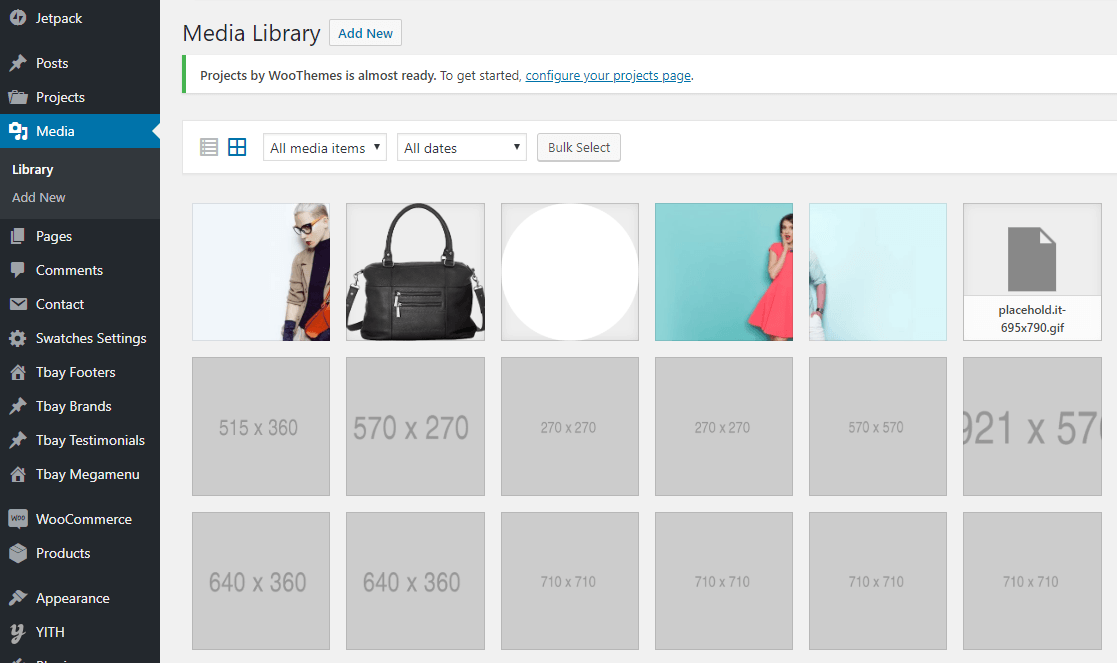 Jetpack
Posts
Projects
Media
Library
Add New
Pages
Comments
Contact
Swatches Settings
Tbay Footers
Tbay Brands
Tbay Testimonials
Tbay Megamenu
Woo WooCommerce
Products
Appearance
YITH
Media Library Add New
Projects by WooThemes is almost ready. To get started, configure your projects page.
All media items All dates Bulk Select
placehold.it-
695x790.gif
515 x 360 570 x 270 270 x 270 270 x 270 570 x 570 921 x 570
640 x 360 640 x 360 710 x 710 710 x 710 710 x 710 710 x 710